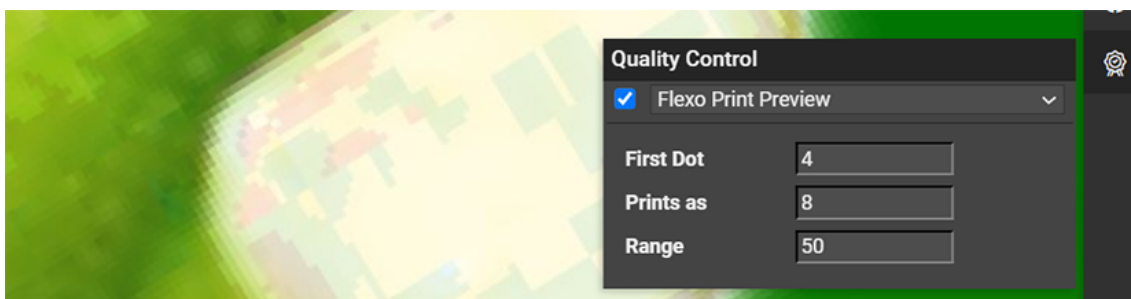 Quality Control
Flexo Print Preview
First Dot 4
Prints as 8
Range 50